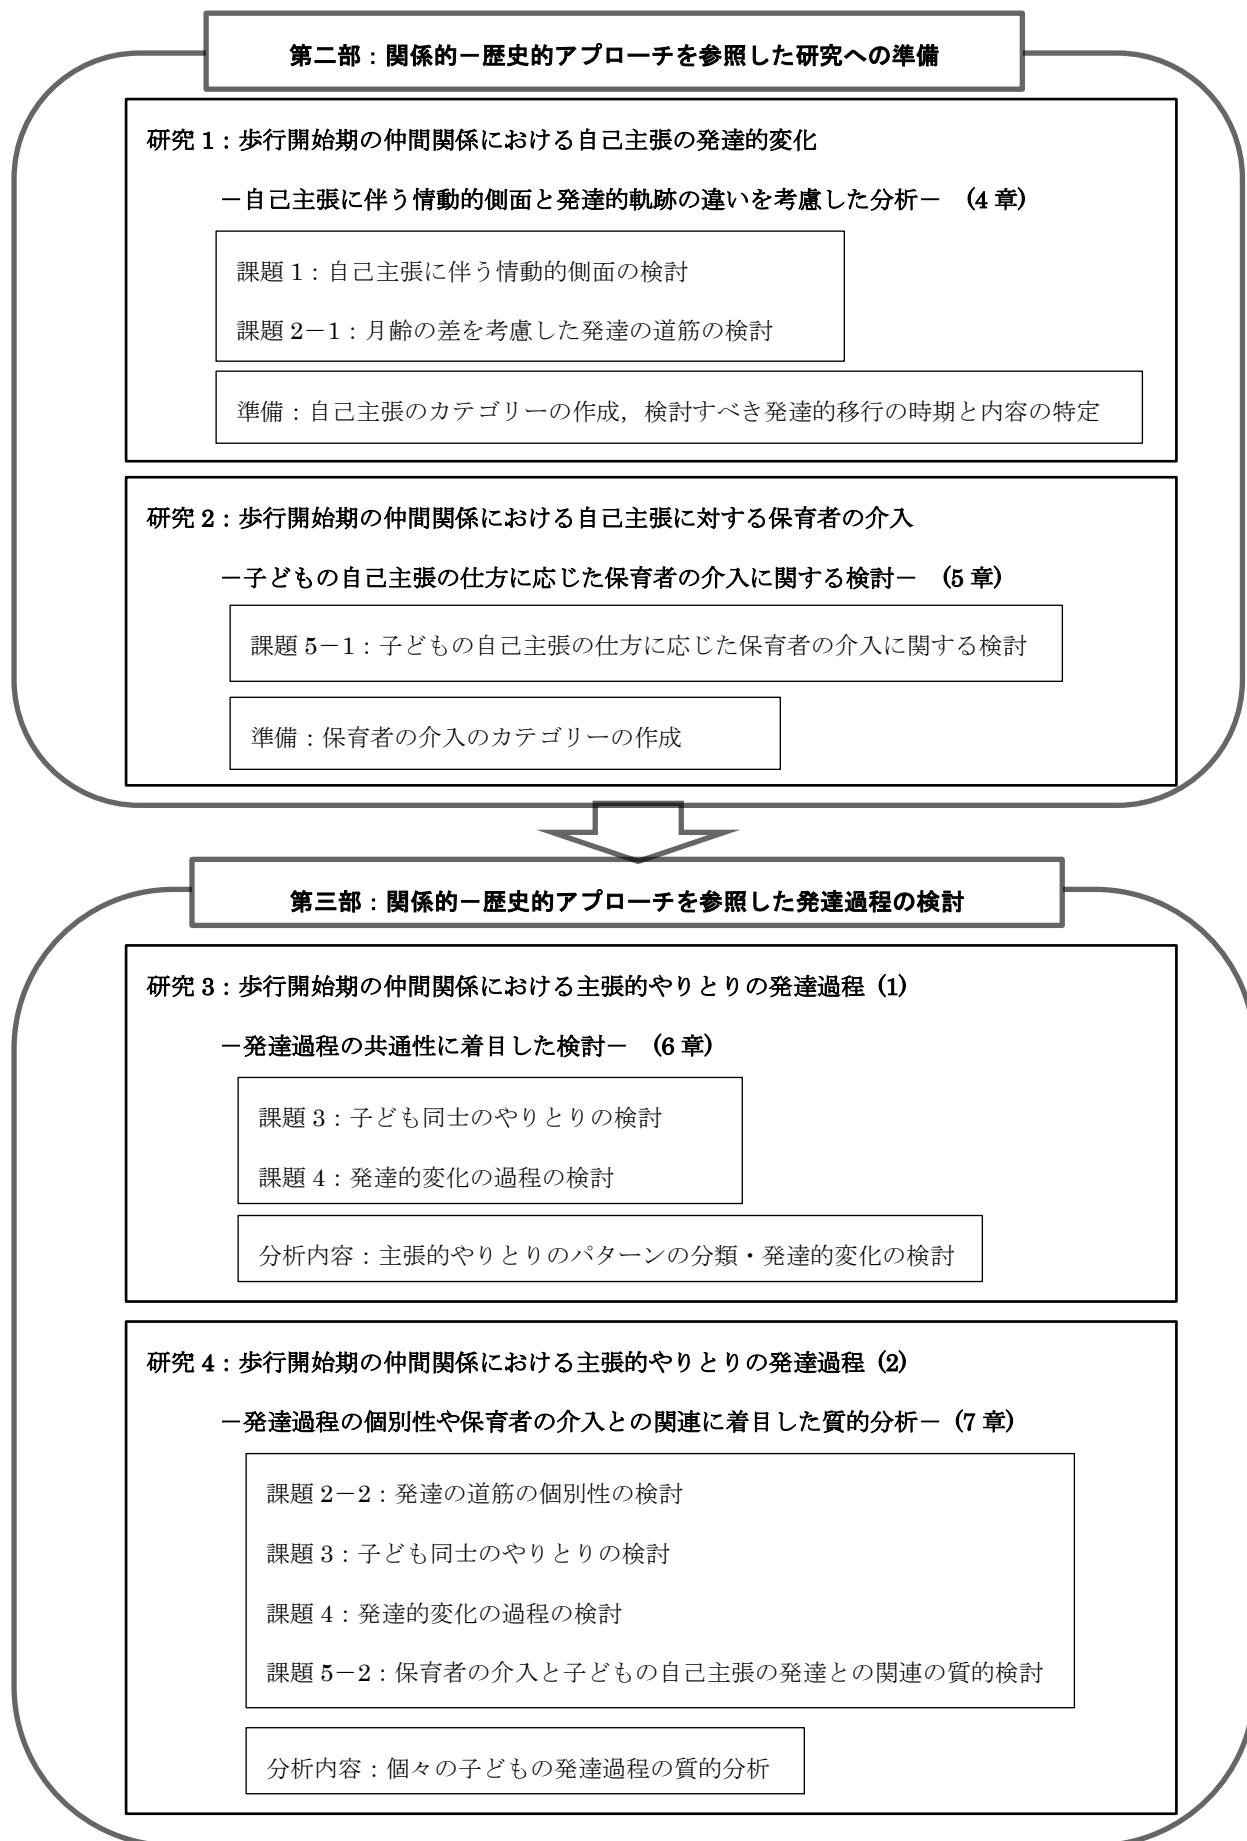 第二部：関係的－歴史的アプローチを参照した研究への準備
研究 1：歩行開始期の仲間関係における自己主張の発達的変化
－自己主張に伴う情動的側面と発達的軌跡の違いを考慮した分析－ (4 章)
課題 1：自己主張に伴う情動的側面の検討
課題 2－1：月齢の差を考慮した発達の道筋の検討
準備：自己主張のカテゴリーの作成，検討すべき発達的移行の時期と内容の特定
研究 2：歩行開始期の仲間関係における自己主張に対する保育者の介入
－子どもの自己主張の仕方に応じた保育者の介入に関する検討－ (5 章)
課題 5－1：子どもの自己主張の仕方に応じた保育者の介入に関する検討
準備：保育者の介入のカテゴリーの作成
第三部：関係的－歴史的アプローチを参照した発達過程の検討
研究 3：歩行開始期の仲間関係における主張的やりとりの発達過程 (1)
－発達過程の共通性に着目した検討－ (6 章)
課題 3：子ども同士のやりとりの検討
課題 4：発達的変化の過程の検討
分析内容：主張的やりとりのパターンの分類・発達的変化の検討
研究 4：歩行開始期の仲間関係における主張的やりとりの発達過程 (2)
－発達過程の個別性や保育者の介入との関連に着目した質的分析－ (7 章)
課題 2－2：発達の道筋の個別性の検討
課題 3：子ども同士のやりとりの検討
課題 4：発達的変化の過程の検討
課題 5－2：保育者の介入と子どもの自己主張の発達との関連の質的検討
分析内容：個々の子どもの発達過程の質的分析